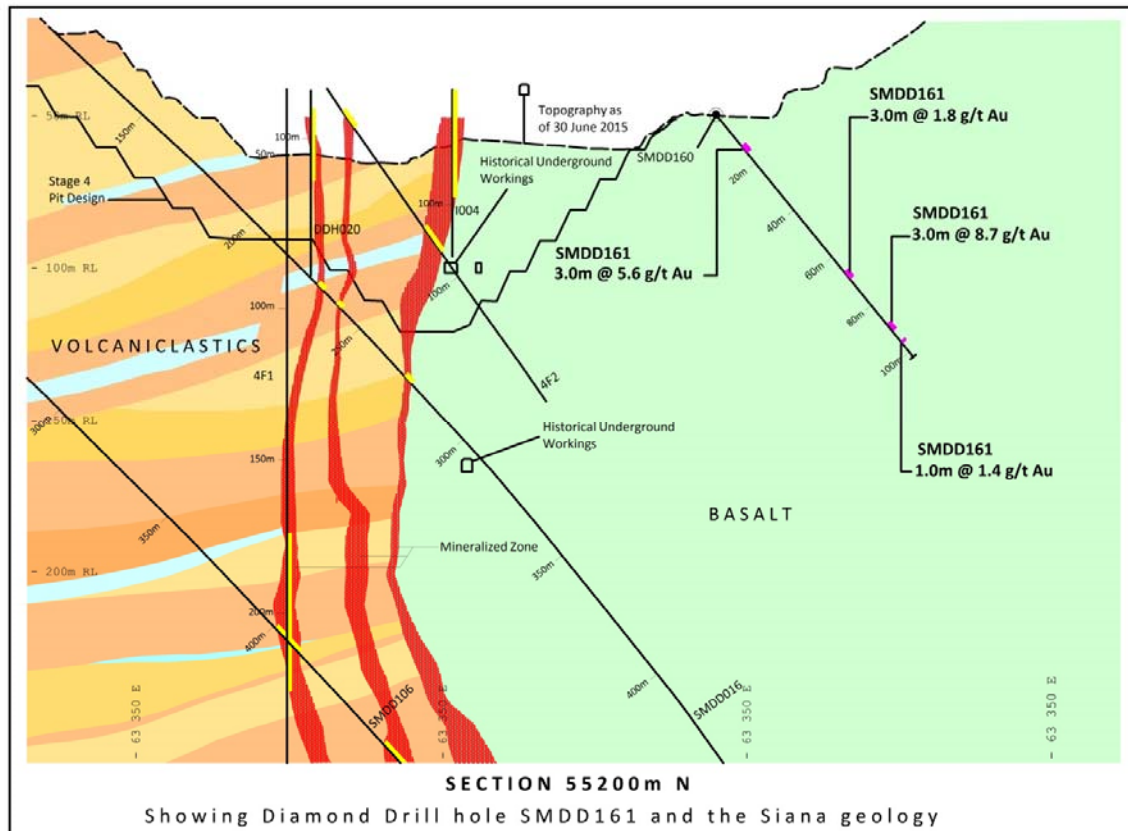 SMDD161
3.0m @ 1.8 g/t Au
- 50m RL
150m
100m
50m
Topography as
of 30 June 2015
Historical Underground
Workings
SMDD160
20m
Stage 4
Pit Design
100m
I004
200m
DDH020
40m
SMDD161
3.0m @ 8.7 g/t Au
SMDD161
3.0m @ 5.6 g/t Au
- 100m RL
60m
100m
100m
80m
VOLCANICLASTICS
250m
100m
4F1
4F2
300m
- 150m RL
Historical Underground
Workings
300m
150m
SMDD161
1.0m @ 1.4 g/t Au
BASALT
350m
Mineralized Zone
350m
- 200m RL
200m
400m
400m
SMDD106
SMDD016
- 63 350 E
- 63 350 E
- 63 350 E
- 63 350 E
SECTION 55200m N
Showing Diamond Drill hole SMDD161 and the Siana geology